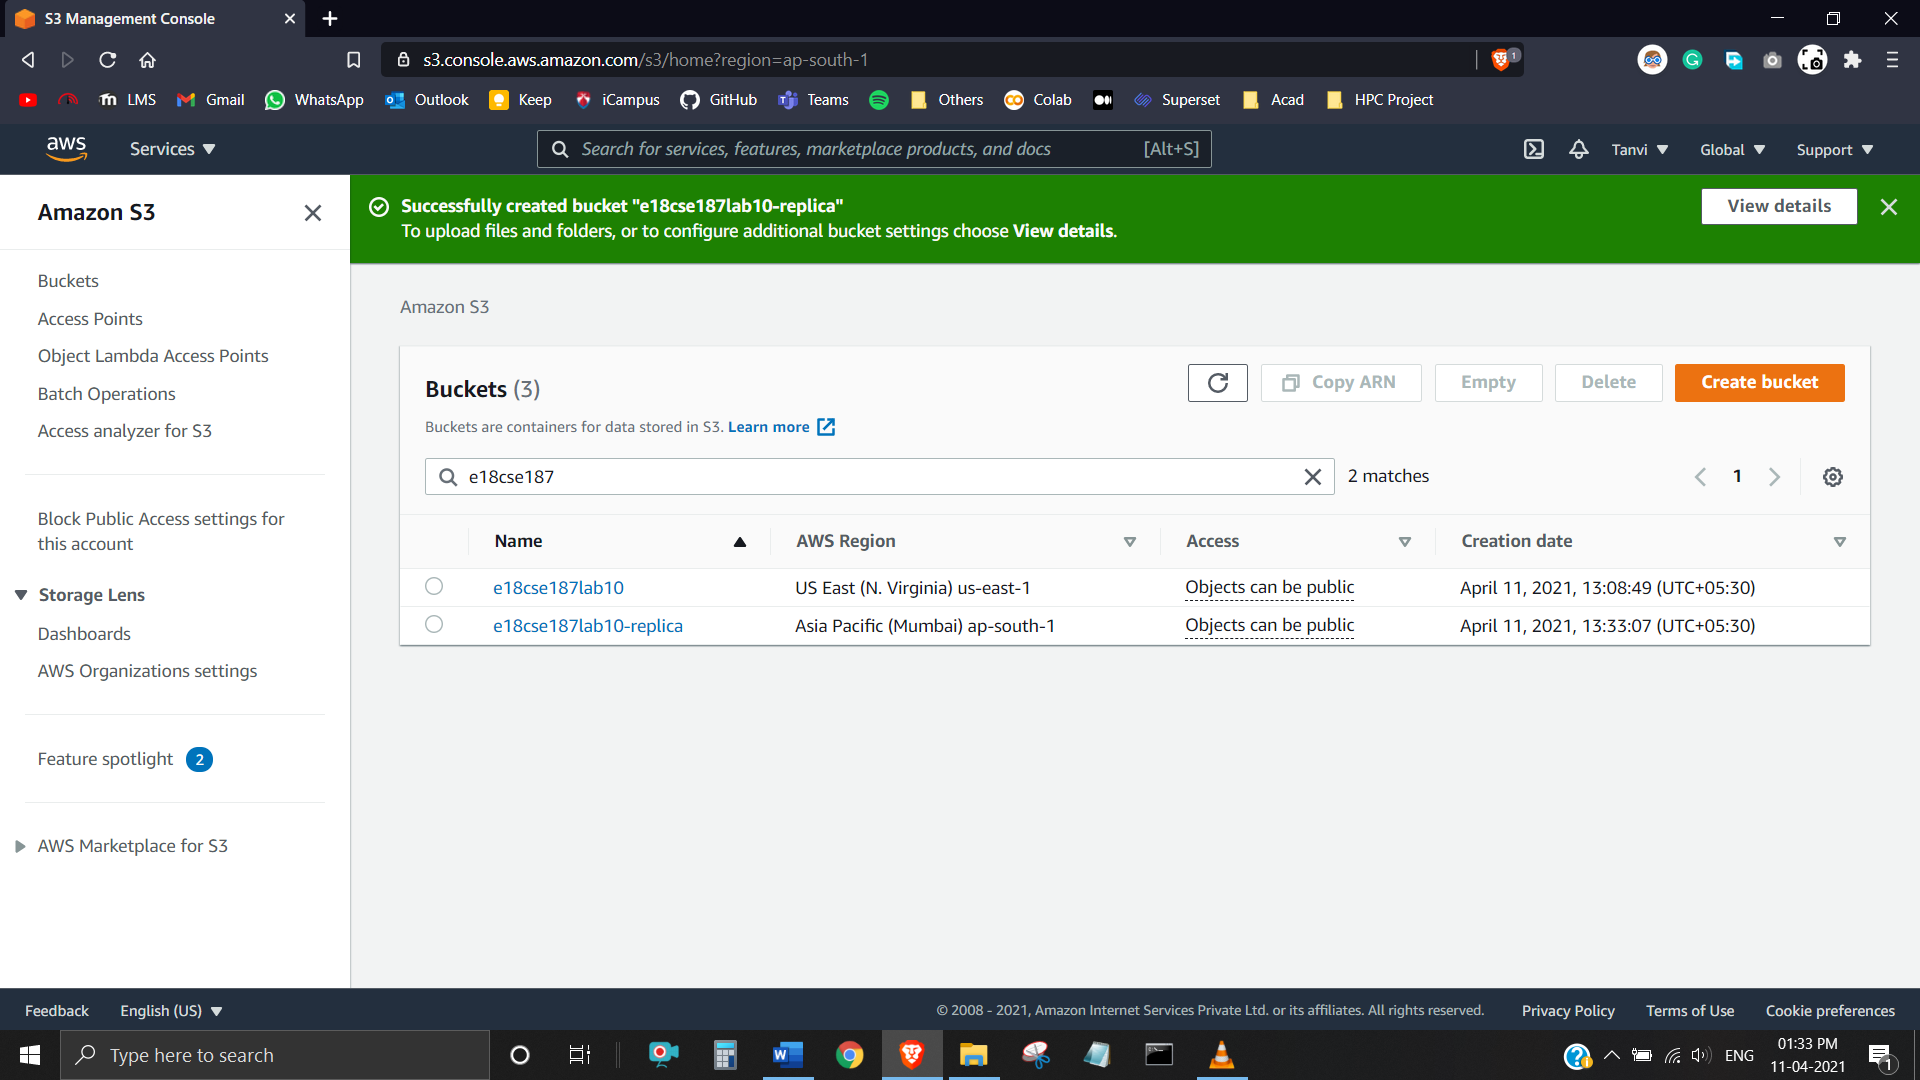 S3 Management Console
s3.console.aws.amazon.com/s3/home?region=ap-south-1
1
LMS
Gmail
WhatsApp
Outlook
Keep
iCampus
GitHub
Teams
Others
Colab
Superset
Acad
HPC Project
aws
Services
Search for services, features, marketplace products, and docs
[Alt+S]
Tanvi
Global
Support
Amazon S3
Buckets
Access Points
Object Lambda Access Points
Batch Operations
Access analyzer for S3
Block Public Access settings for
this account
Storage Lens
Dashboards
AWS Organizations settings
Feature spotlight 2
AWS Marketplace for S3
Successfully created bucket "e18cse187lab10-replica"
To upload files and folders, or to configure additional bucket settings choose View details.
View details
Amazon S3
Buckets (3)
Copy ARN
Empty
Delete
Create bucket
Buckets are containers for data stored in S3. Learn more
e18cse187
2 matches
1
Name
AWS Region
Access
Creation date
e18cse187lab10
US East (N. Virginia) us-east-1
Objects can be public
April 11, 2021, 13:08:49 (UTC+05:30)
e18cse187lab10-replica
Asia Pacific (Mumbai) ap-south-1
Objects can be public
April 11, 2021, 13:33:07 (UTC+05:30)
Feedback
English (US)
© 2008 - 2021, Amazon Internet Services Private Ltd. or its affiliates. All rights reserved.
Privacy Policy
Terms of Use
Cookie preferences
Type here to search
ENG
01:33 PM
11-04-2021
1